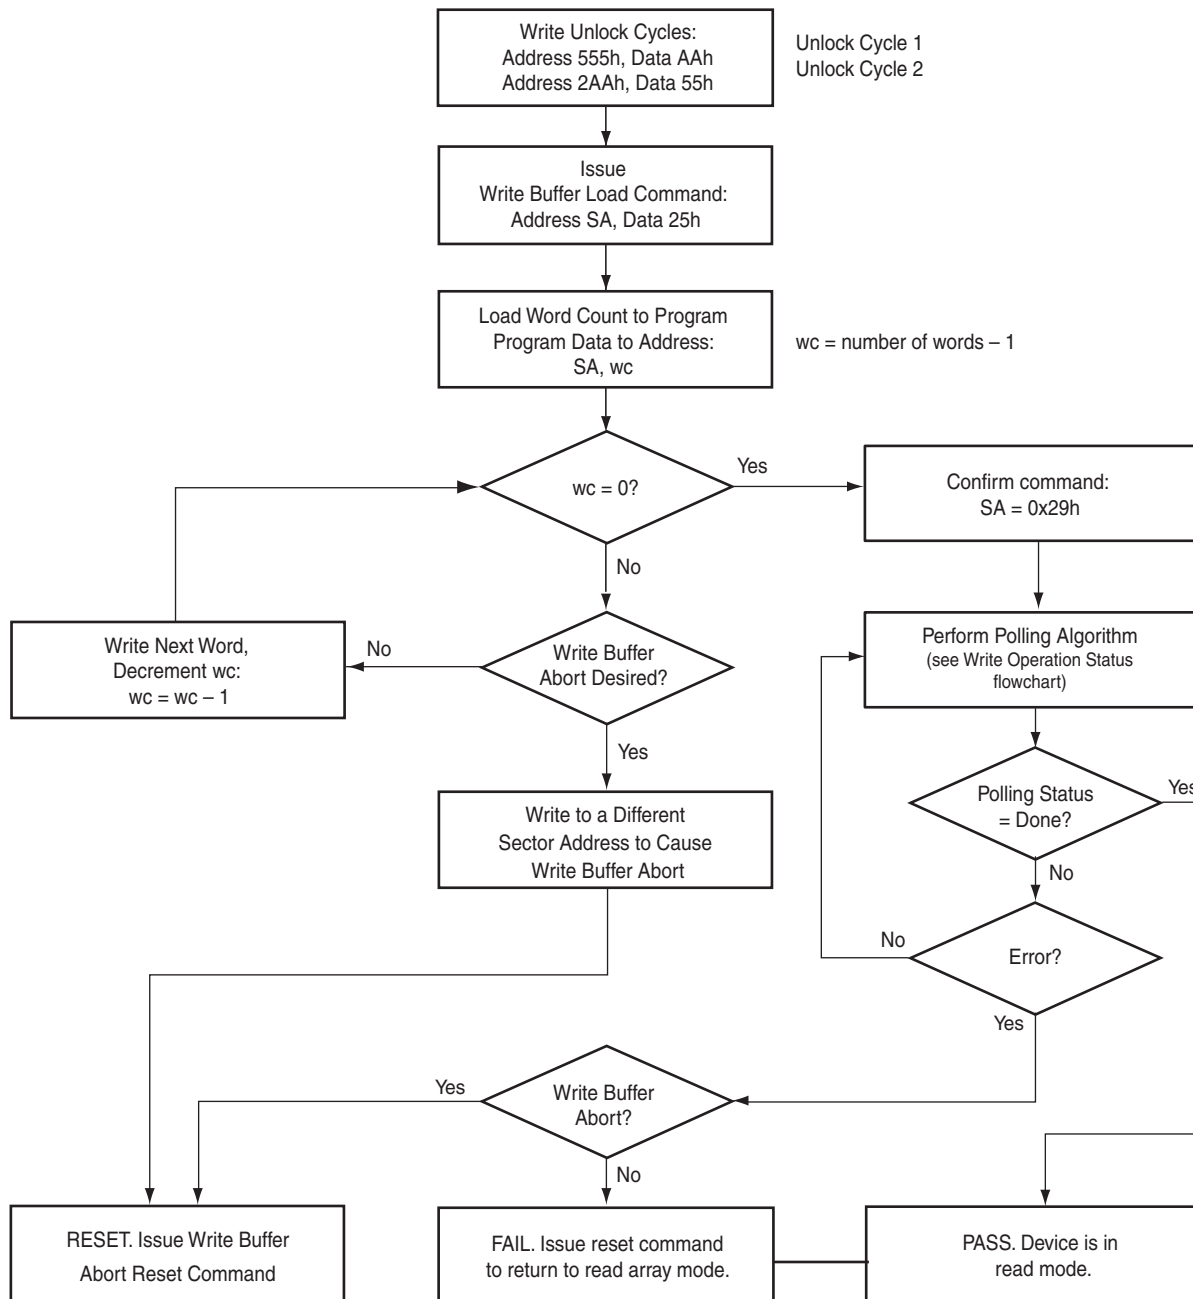 Write Unlock Cycles:
Address 555h, Data AAh
Address 2AAh, Data 55h
Unlock Cycle 1
Unlock Cycle 2
Issue
Write Buffer Load Command:
Address SA, Data 25h
Load Word Count to Program
Program Data to Address:
SA, wc
wc = number of words – 1
wc = 0?
Yes
Confirm command:
SA = 0x29h
No
Write Next Word,
Decrement wc:
wc = wc – 1
No
Write Buffer
Abort Desired?
Perform Polling Algorithm
(see Write Operation Status
flowchart)
Yes
Write to a Different
Sector Address to Cause
Write Buffer Abort
Polling Status
= Done?
Yes
No
No
Error?
Yes
Yes
Write Buffer
Abort?
No
RESET. Issue Write Buffer
Abort Reset Command
FAIL. Issue reset command
to return to read array mode.
PASS. Device is in
read mode.